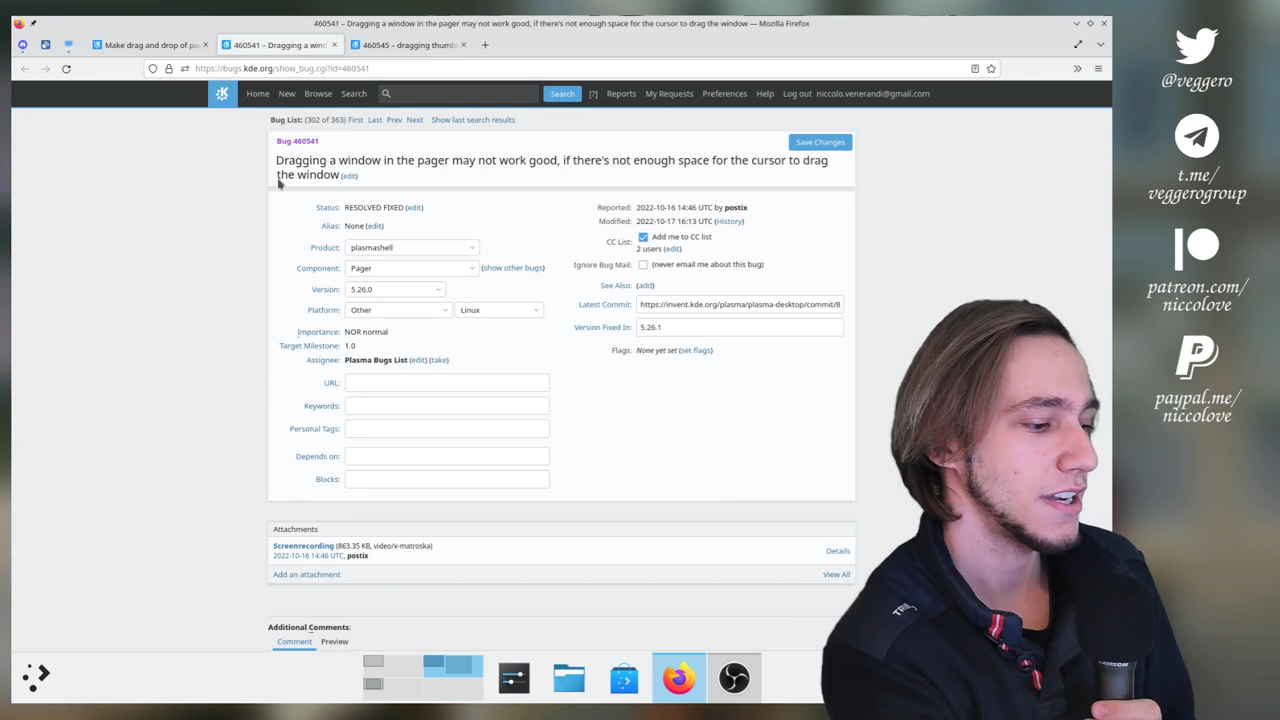 460541 – Dragging a window in the pager may not work good, if there's not enough space for the cursor to drag the window — Mozilla Firefox
Make drag and drop of pa
460541 – Dragging a wind
460545 – dragging thumb
https://bugs.kde.org/show_bug.cgi?id=460541
Home New Browse Search Search [?] Reports My Requests Preferences Help Log out niccolo.venerandi@gmail.com
Bug List: (302 of 363) First Last Prev Next Show last search results
Bug 460541
Save Changes
Dragging a window in the pager may not work good, if there's not enough space for the cursor to drag
the window (edit)
Status: RESOLVED FIXED (edit)
Alias: None (edit)
Product: plasmashell
Component: Pager (show other bugs)
Version: 5.26.0
Platform: Other Linux
Importance: NOR normal
Target Milestone: 1.0
Assignee: Plasma Bugs List (edit) (take)
URL:
Keywords:
Personal Tags:
Depends on:
Blocks:
Reported: 2022-10-16 14:46 UTC by postix
Modified: 2022-10-17 16:13 UTC (History)
CC List: Add me to CC list
2 users (edit)
Ignore Bug Mail: (never email me about this bug)
See Also: (add)
Latest Commit: https://invent.kde.org/plasma/plasma-desktop/commit/8
Version Fixed In: 5.26.1
Flags: None yet set (set flags)
Attachments
Screenrecording (863.35 KB, video/x-matroska)
2022-10-16 14:46 UTC, postix
Details
Add an attachment
View All
Additional Comments:
Comment Preview
@veggero
t.me/
veggerogroup
patreon.com/
niccolove
paypal.me/
niccolove